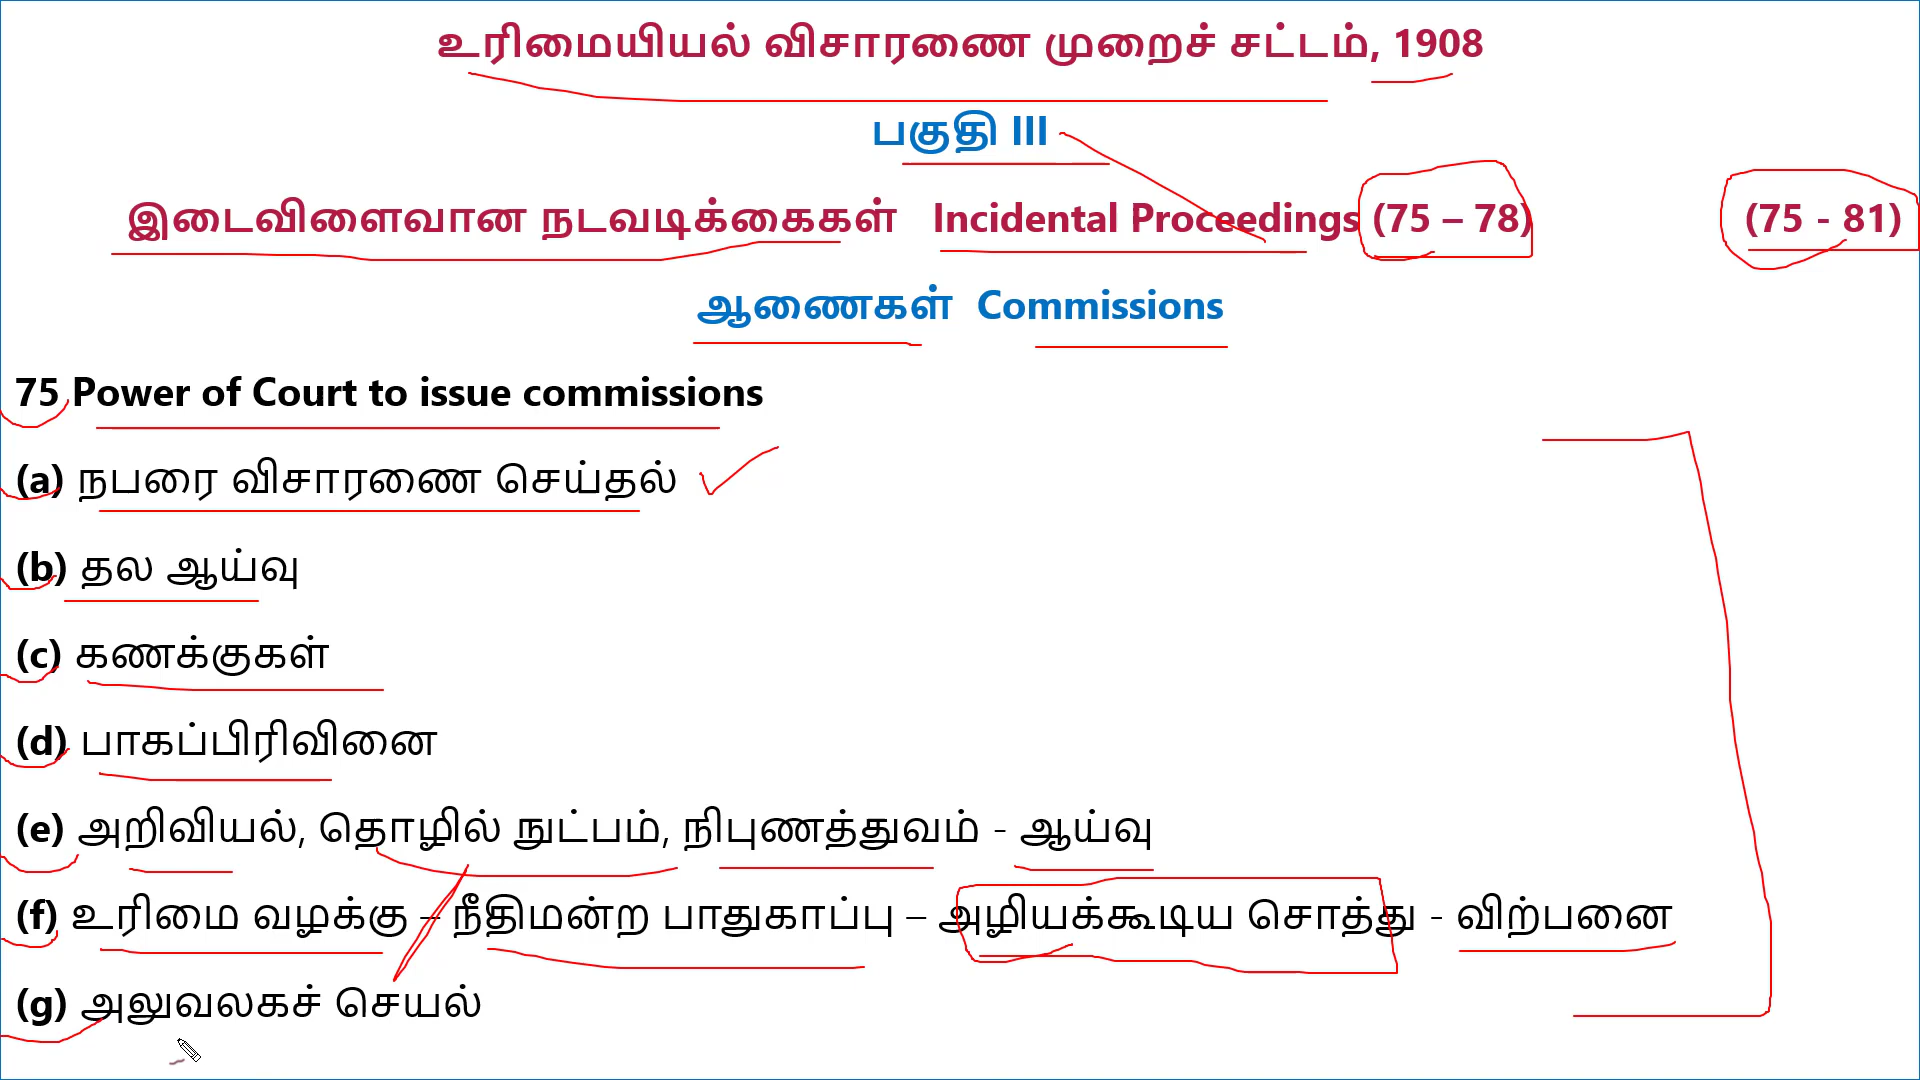 உரிமையியல் விசாரணை முறைச் சட்டம், 1908
பகுதி III
இடைவிளைவான நடவடிக்கைகள் Incidental Proceedings (75 – 78) (75 - 81)
ஆணைகள் Commissions
75 Power of Court to issue commissions
(a) நபரை விசாரணை செய்தல்
(b) தல ஆய்வு
(c) கணக்குகள்
(d) பாகப்பிரிவினை
(e) அறிவியல், தொழில் நுட்பம், நிபுணத்துவம் - ஆய்வு
(f) உரிமை வழக்கு – நீதிமன்ற பாதுகாப்பு – அழியக்கூடிய சொத்து - விற்பனை
(g) அலுவலகச் செயல்